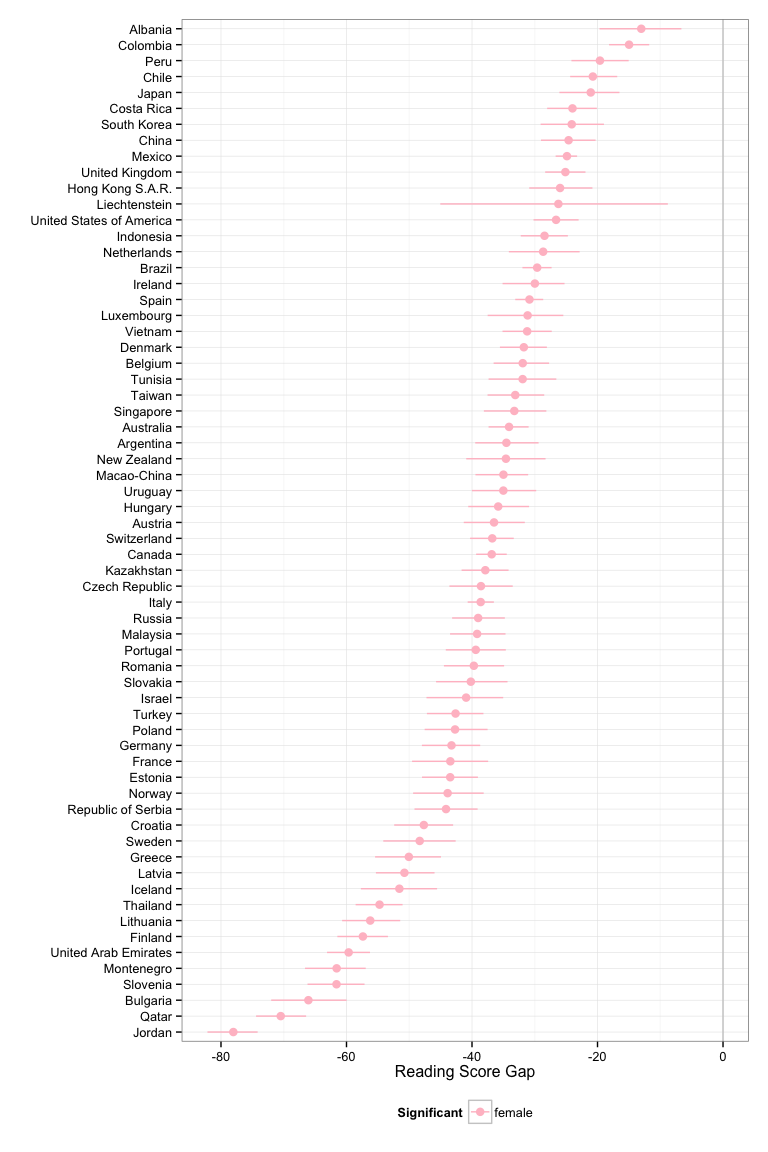 Albania
Colombia
Peru
Chile
Japan
Costa Rica
South Korea
China
Mexico
United Kingdom
Hong Kong S.A.R.
Liechtenstein
United States of America
Indonesia
Netherlands
Brazil
Ireland
Spain
Luxembourg
Vietnam
Denmark
Belgium
Tunisia
Taiwan
Singapore
Australia
Argentina
New Zealand
Macao-China
Uruguay
Hungary
Austria
Switzerland
Canada
Kazakhstan
Czech Republic
Italy
Russia
Malaysia
Portugal
Romania
Slovakia
Israel
Turkey
Poland
Germany
France
Estonia
Norway
Republic of Serbia
Croatia
Sweden
Greece
Latvia
Iceland
Thailand
Lithuania
Finland
United Arab Emirates
Montenegro
Slovenia
Bulgaria
Qatar
Jordan
-80 -60 -40 -20 0
Reading Score Gap
Significant female